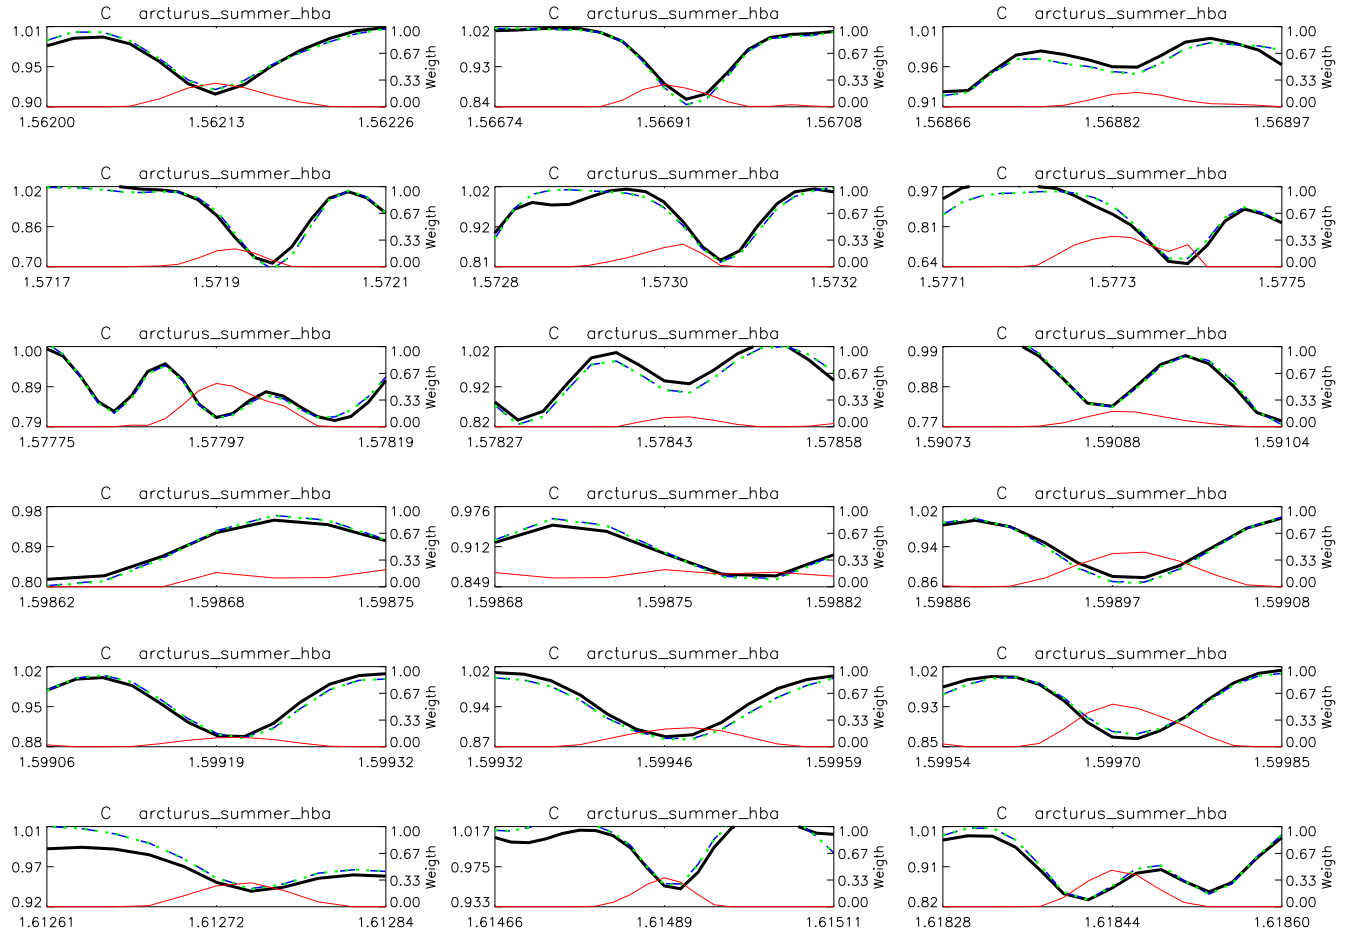 C arcturus_summer_hba C arcturus_summer_hba C arcturus_summer_hba
1.01 1.00 1.02 1.00 1.01 1.00
0.95 0.67 0.93 0.67 0.96 0.67
0.33 Weigth 0.33 Weigth 0.33 Weigth
0.90 0.00 0.84 0.00 0.91 0.00
1.56200 1.56213 1.56226 1.56674 1.56691 1.56708 1.56866 1.56882 1.56897
C arcturus_summer_hba C arcturus_summer_hba C arcturus_summer_hba
1.02 1.00 1.02 1.00 0.97 1.00
0.86 0.67 0.92 0.67 0.81 0.67
0.33 Weigth 0.33 Weigth 0.33 Weigth
0.70 0.00 0.81 0.00 0.64 0.00
1.5717 1.5719 1.5721 1.5728 1.5730 1.5732 1.5771 1.5773 1.5775
C arcturus_summer_hba C arcturus_summer_hba C arcturus_summer_hba
1.00 1.00 1.02 1.00 0.99 1.00
0.89 0.67 0.92 0.67 0.88 0.67
0.33 Weigth 0.33 Weigth 0.33 Weigth
0.79 0.00 0.82 0.00 0.77 0.00
1.57775 1.57797 1.57819 1.57827 1.57843 1.57858 1.59073 1.59088 1.59104
C arcturus_summer_hba C arcturus_summer_hba C arcturus_summer_hba
0.98 1.00 0.976 1.00 1.02 1.00
0.89 0.67 0.912 0.67 0.94 0.67
0.33 Weigth 0.33 Weigth 0.33 Weigth
0.80 0.00 0.849 0.00 0.86 0.00
1.59862 1.59868 1.59875 1.59868 1.59875 1.59882 1.59886 1.59897 1.59908
C arcturus_summer_hba C arcturus_summer_hba C arcturus_summer_hba
1.02 1.00 1.02 1.00 1.02 1.00
0.95 0.67 0.94 0.67 0.93 0.67
0.33 Weigth 0.33 Weigth 0.33 Weigth
0.88 0.00 0.87 0.00 0.85 0.00
1.59906 1.59919 1.59932 1.59932 1.59946 1.59959 1.59954 1.59970 1.59985
C arcturus_summer_hba C arcturus_summer_hba C arcturus_summer_hba
1.01 1.00 1.017 1.00 1.01 1.00
0.97 0.67 0.975 0.67 0.91 0.67
0.33 Weigth 0.33 Weigth 0.33 Weigth
0.92 0.00 0.933 0.00 0.82 0.00
1.61261 1.61272 1.61284 1.61466 1.61489 1.61511 1.61828 1.61844 1.61860